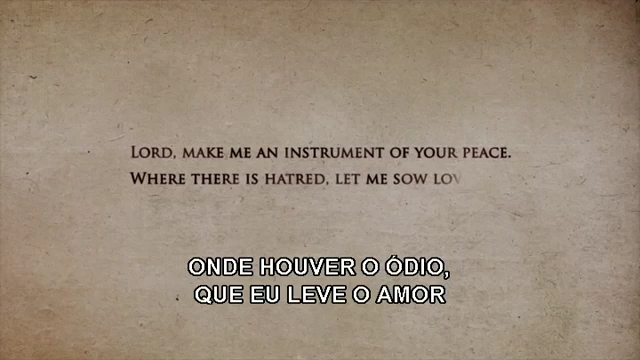 LORD, MAKE ME AN INSTRUMENT OF YOUR PEACE.
WHERE THERE IS HATRED, LET ME SOW LOV
ONDE HOUVER O ÓDIO,
QUE EU LEVE O AMOR